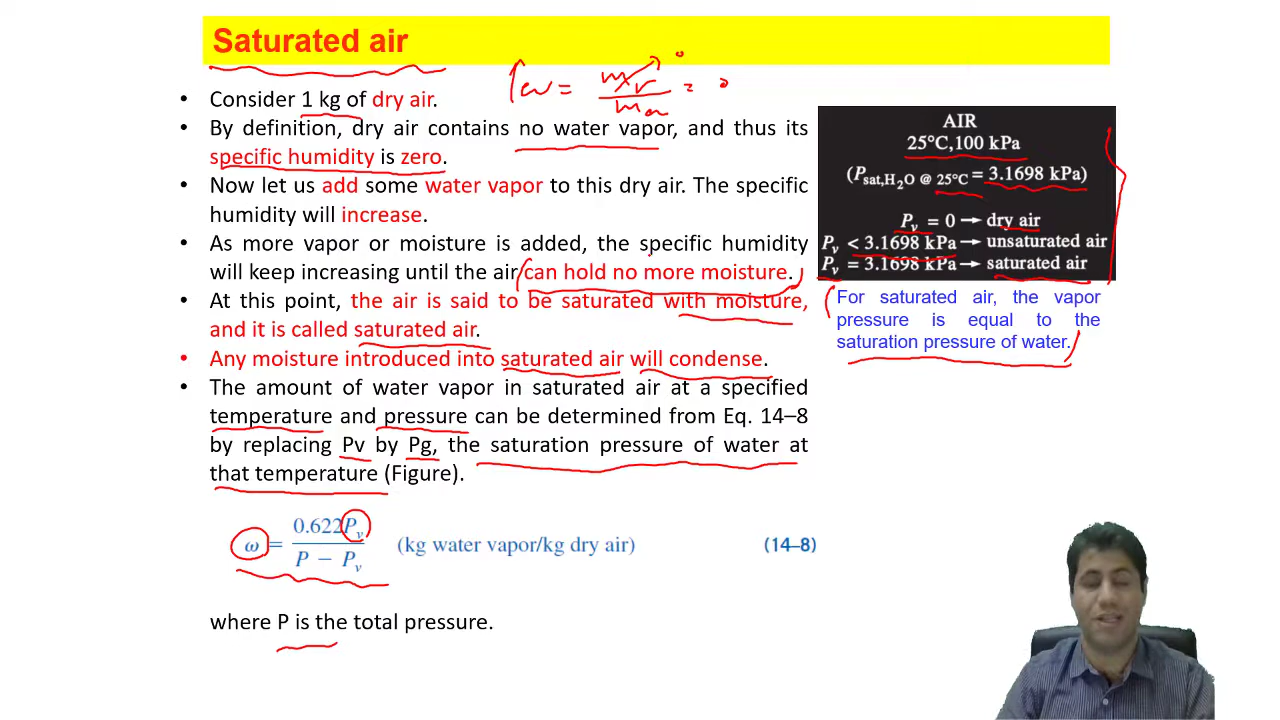 Saturated air
ω = mv / ma = 0
• Consider 1 kg of dry air.
• By definition, dry air contains no water vapor, and thus its
specific humidity is zero.
• Now let us add some water vapor to this dry air. The specific
humidity will increase.
• As more vapor or moisture is added, the specific humidity
will keep increasing until the air can hold no more moisture.
• At this point, the air is said to be saturated with moisture,
and it is called saturated air.
• Any moisture introduced into saturated air will condense.
• The amount of water vapor in saturated air at a specified
temperature and pressure can be determined from Eq. 14–8
by replacing Pv by Pg, the saturation pressure of water at
that temperature (Figure).
ω = 0.622Pv / P − Pv (kg water vapor/kg dry air) (14–8)
where P is the total pressure.
AIR
25°C,100 kPa
(Psat,H2O @ 25°C = 3.1698 kPa)
Pv = 0 → dry air
Pv < 3.1698 kPa → unsaturated air
Pv = 3.1698 kPa → saturated air
For saturated air, the vapor
pressure is equal to the
saturation pressure of water.